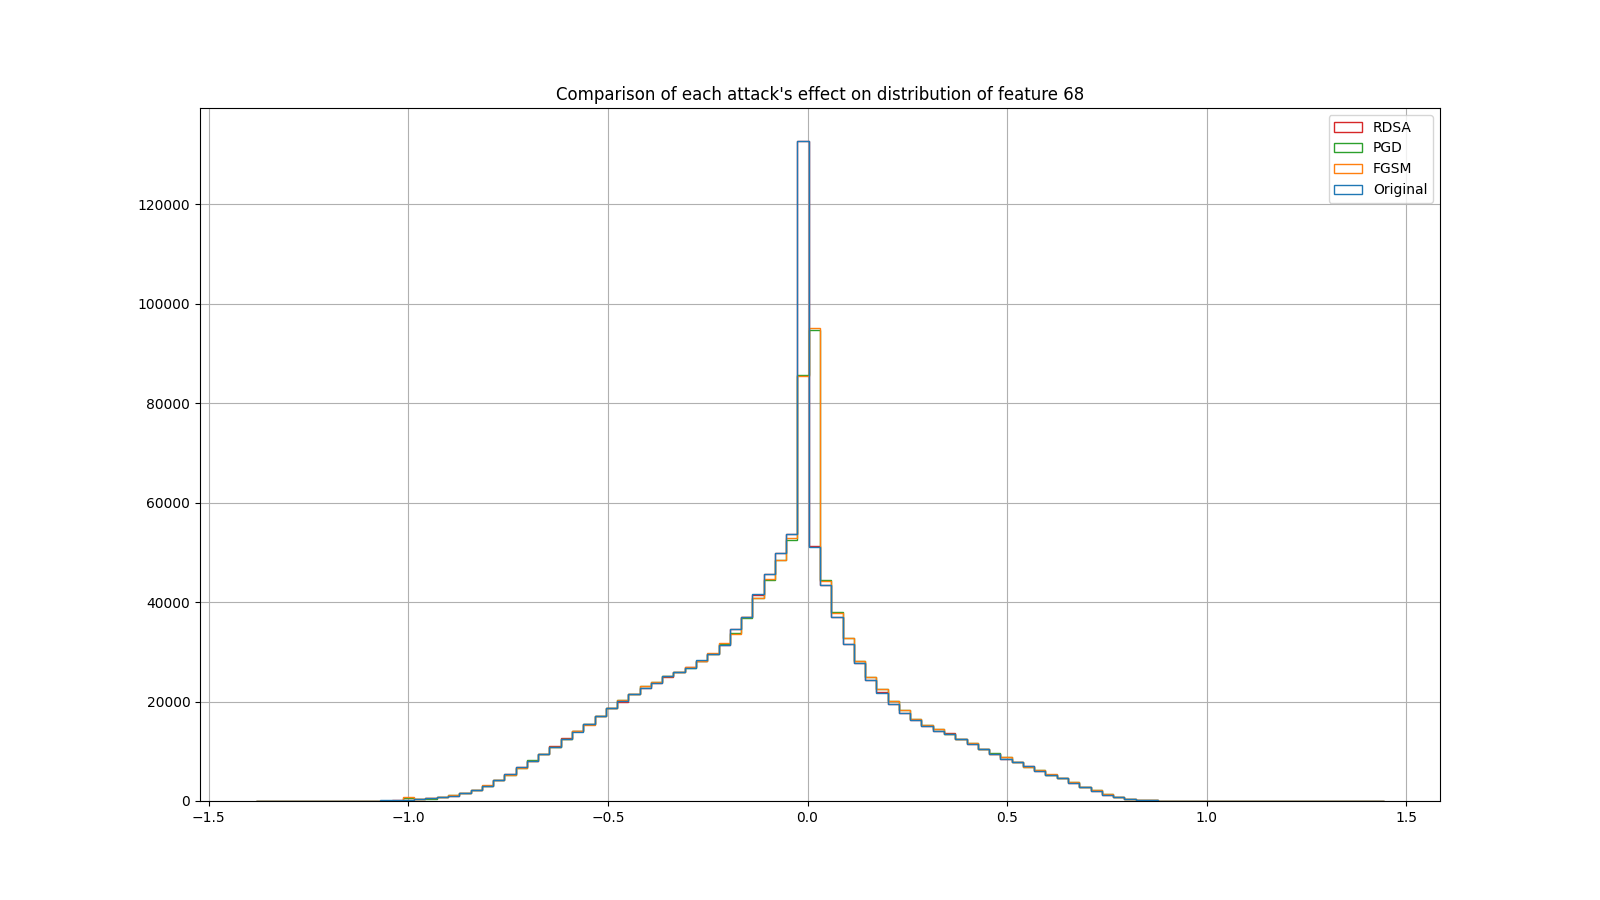 Comparison of each attack's effect on distribution of feature 68
RDSA
PGD
FGSM
Original
120000
100000
80000
60000
40000
20000
0
−1.5 −1.0 −0.5 0.0 0.5 1.0 1.5